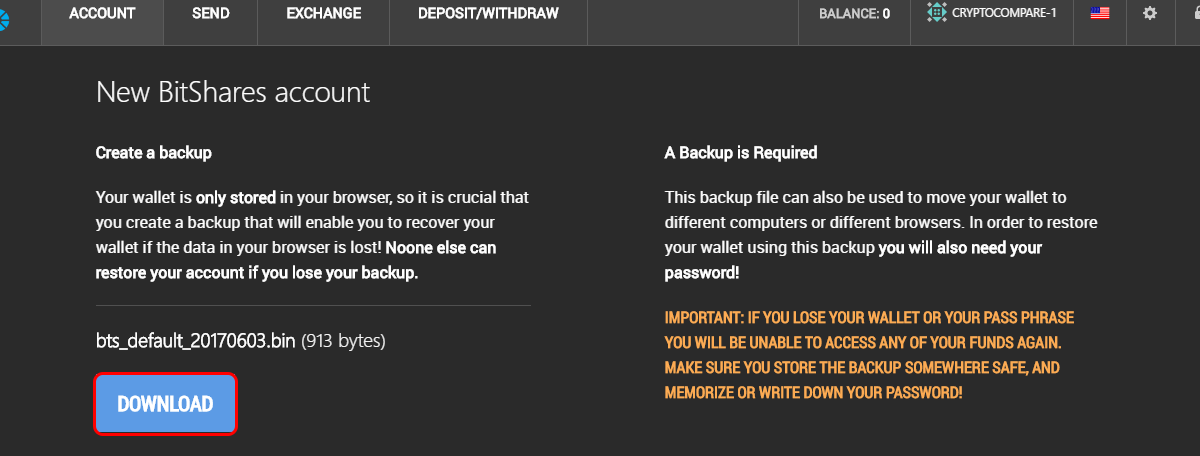 ACCOUNT SEND EXCHANGE DEPOSIT/WITHDRAW BALANCE: 0 CRYPTOCOMPARE-1
New BitShares account
Create a backup
Your wallet is only stored in your browser, so it is crucial that
you create a backup that will enable you to recover your
wallet if the data in your browser is lost! Noone else can
restore your account if you lose your backup.
bts_default_20170603.bin (913 bytes)
DOWNLOAD
A Backup is Required
This backup file can also be used to move your wallet to
different computers or different browsers. In order to restore
your wallet using this backup you will also need your
password!
IMPORTANT: IF YOU LOSE YOUR WALLET OR YOUR PASS PHRASE
YOU WILL BE UNABLE TO ACCESS ANY OF YOUR FUNDS AGAIN.
MAKE SURE YOU STORE THE BACKUP SOMEWHERE SAFE, AND
MEMORIZE OR WRITE DOWN YOUR PASSWORD!